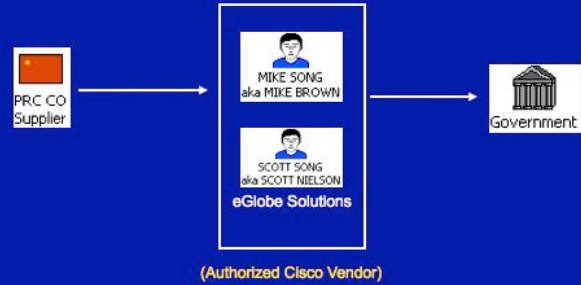 PRC CO
Supplier
MIKE SONG
aka MIKE BROWN
SCOTT SONG
aka SCOTT NIELSON
eGlobe Solutions
Government
(Authorized Cisco Vendor)